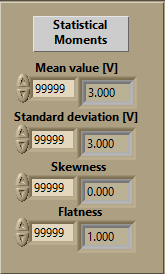 Statistical
Moments
Mean value [V]
99999 3.000
Standard deviation [V]
99999 3.000
Skewness
99999 0.000
Flatness
99999 1.000